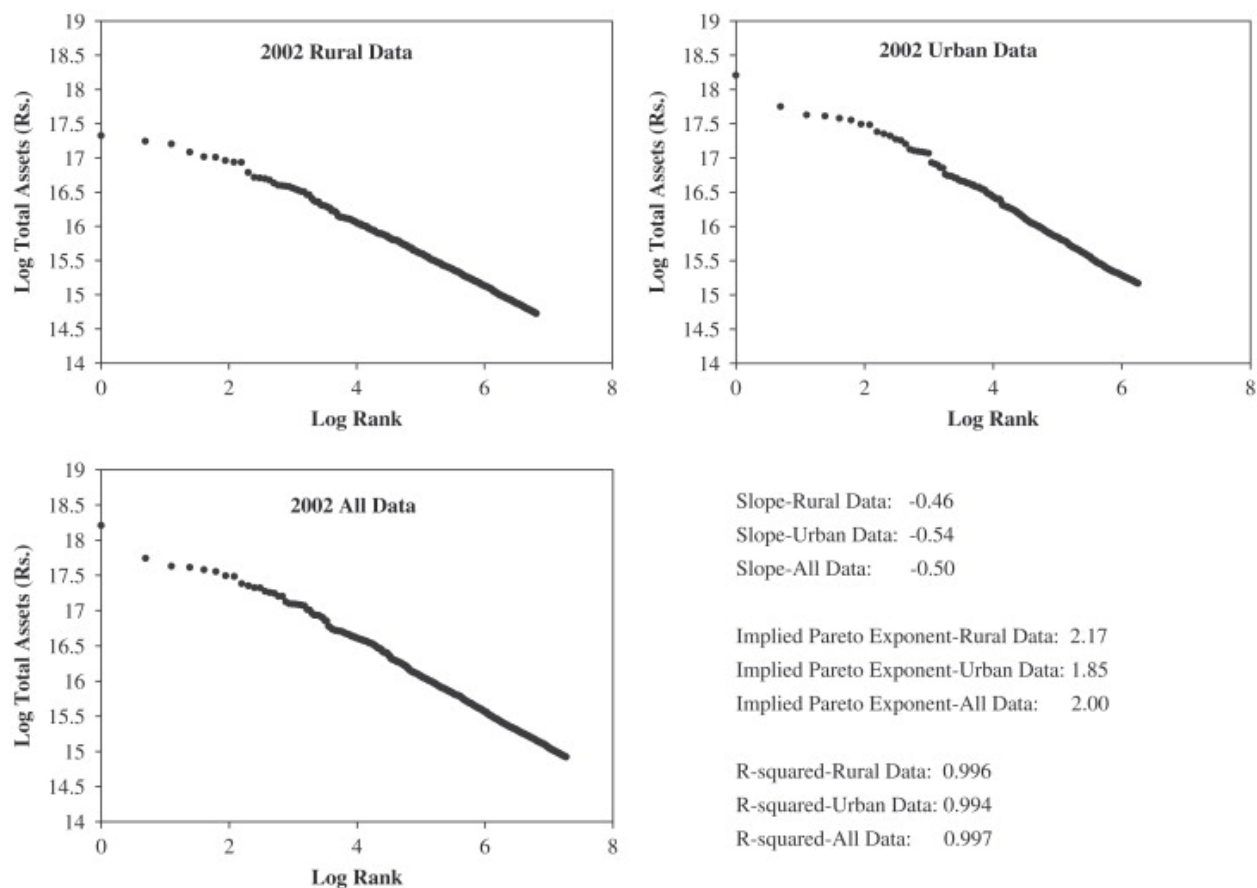 2002 Rural Data
Log Total Assets (Rs.)
19
18.5
18
17.5
17
16.5
16
15.5
15
14.5
14
0 2 4 6 8
Log Rank
2002 Urban Data
Log Total Assets (Rs.)
19
18.5
18
17.5
17
16.5
16
15.5
15
14.5
14
0 2 4 6 8
Log Rank
2002 All Data
Log Total Assets (Rs.)
19
18.5
18
17.5
17
16.5
16
15.5
15
14.5
14
0 2 4 6 8
Log Rank
Slope-Rural Data: -0.46
Slope-Urban Data: -0.54
Slope-All Data: -0.50
Implied Pareto Exponent-Rural Data: 2.17
Implied Pareto Exponent-Urban Data: 1.85
Implied Pareto Exponent-All Data: 2.00
R-squared-Rural Data: 0.996
R-squared-Urban Data: 0.994
R-squared-All Data: 0.997